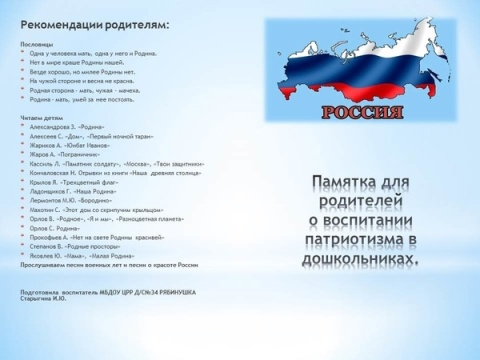 Рекомендации родителям:
Пословицы
Одна у человека мать, одна у него и Родина.
Нет в мире краше Родины нашей.
Везде хорошо, но милее Родины нет.
На чужой стороне и весна не красна.
Родная сторона – мать, чужая – мачеха.
Родина – мать, умей за нее постоять.
Читаем детям
Александрова З. «Родина»
Алексеев С. «Дом», «Первый ночной таран»
Жариков А. «Юнбат Иванов»
Жаров А. «Пограничник»
Кассиль Л. «Памятник солдату», «Москва», «Твои защитники»
Кончаловская Н. Отрывки из книги «Наша древняя столица»
Крылов Я. «Трехцветный флаг»
Ладонщиков Г. «Наша Родина»
Лермонтов М.Ю. «Бородино»
Махотин С. «Этот дом со скрипучим крыльцом»
Орлов В. «Родное», «Я и мы», «Разноцветная планета»
Орлов С. «Родина»
Прокофьев А. «Нет на свете Родины красивей»
Степанов В. «Родные просторы»
Яковлев Ю. «Мама», «Малая Родина»
Прослушиваем песни военных лет и песни о красоте России
Подготовила воспитатель МБДОУ ЦРР Д/С№34 РЯБИНУШКА
Старыгина И.Ю.
РОССИЯ
Памятка для
родителей
о воспитании
патриотизма в
дошкольниках.